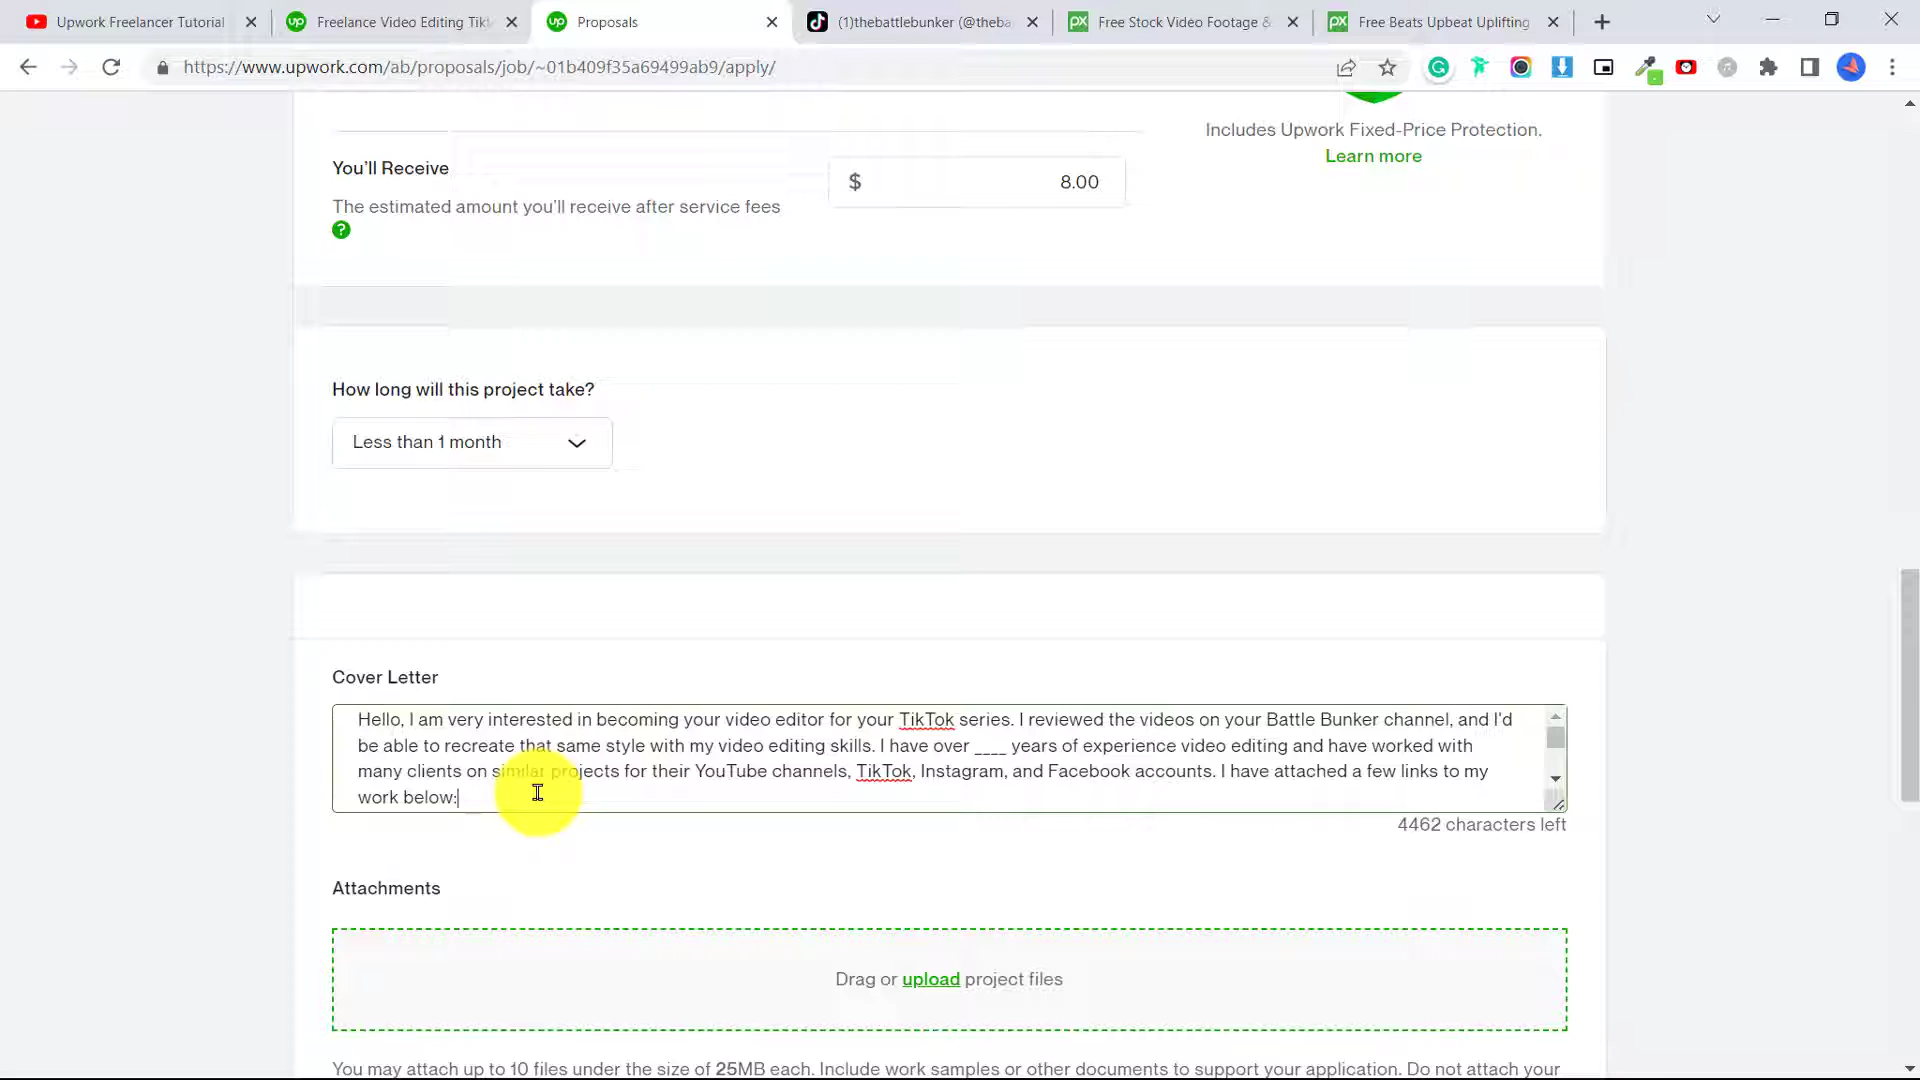 Upwork Freelancer Tutorial
Freelance Video Editing Tik
Proposals
(1)thebattlebunker (@theba
Free Stock Video Footage &
Free Beats Upbeat Uplifting
https://www.upwork.com/ab/proposals/job/~01b409f35a69499ab9/apply/
Includes Upwork Fixed-Price Protection.
Learn more
You'll Receive
$ 8.00
The estimated amount you'll receive after service fees
?
How long will this project take?
Less than 1 month
Cover Letter
Hello, I am very interested in becoming your video editor for your TikTok series. I reviewed the videos on your Battle Bunker channel, and I'd
be able to recreate that same style with my video editing skills. I have over ____ years of experience video editing and have worked with
many clients on similar projects for their YouTube channels, TikTok, Instagram, and Facebook accounts. I have attached a few links to my
work below:
4462 characters left
Attachments
Drag or upload project files
You may attach up to 10 files under the size of 25MB each. Include work samples or other documents to support your application. Do not attach your